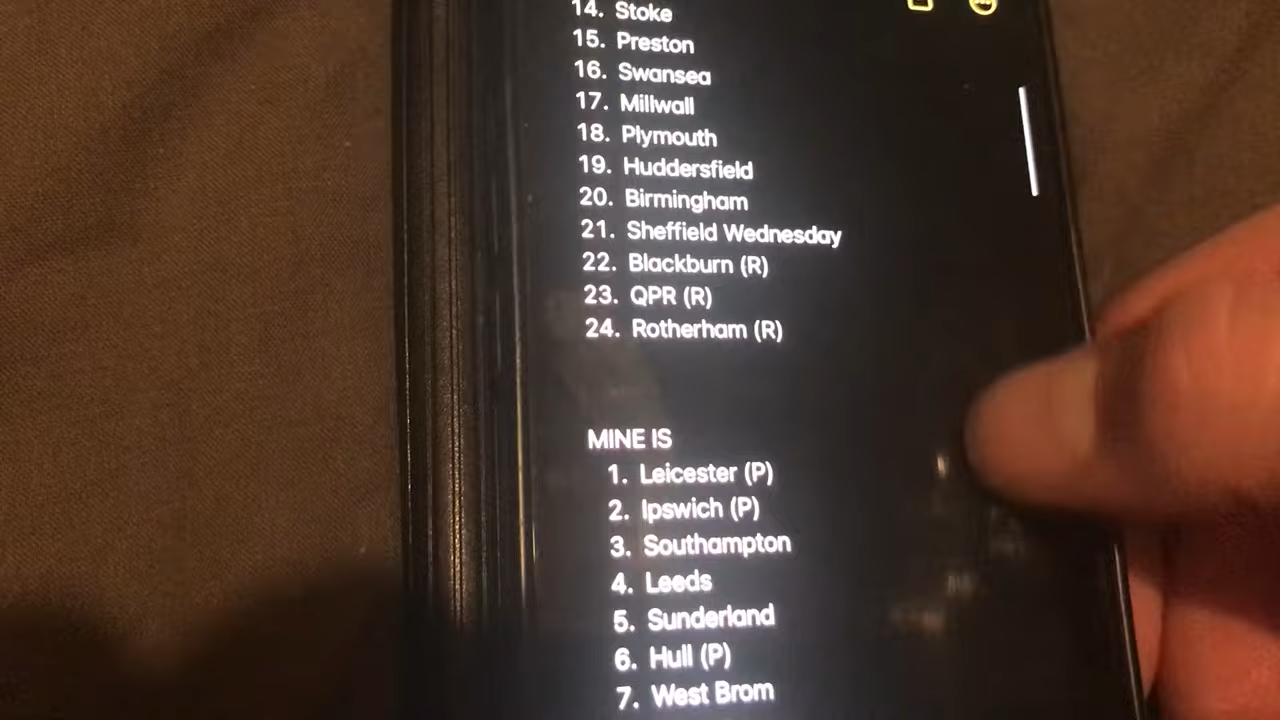 14. Stoke
15. Preston
16. Swansea
17. Millwall
18. Plymouth
19. Huddersfield
20. Birmingham
21. Sheffield Wednesday
22. Blackburn (R)
23. QPR (R)
24. Rotherham (R)
MINE IS
1. Leicester (P)
2. Ipswich (P)
3. Southampton
4. Leeds
5. Sunderland
6. Hull (P)
7. West Brom